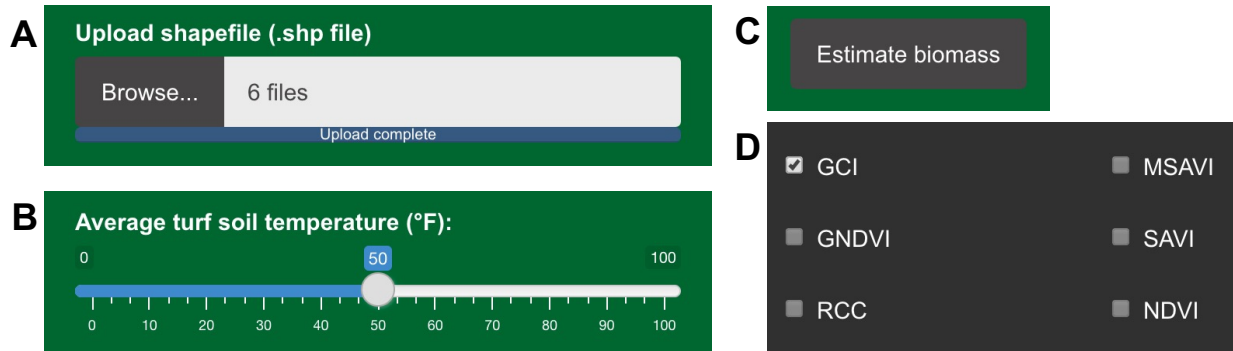 A
Upload shapefile (.shp file)
Browse... 6 files
Upload complete
B
Average turf soil temperature (°F):
0 50 100
0 10 20 30 40 50 60 70 80 90 100
C
Estimate biomass
D
GCI MSAVI
GNDVI SAVI
RCC NDVI